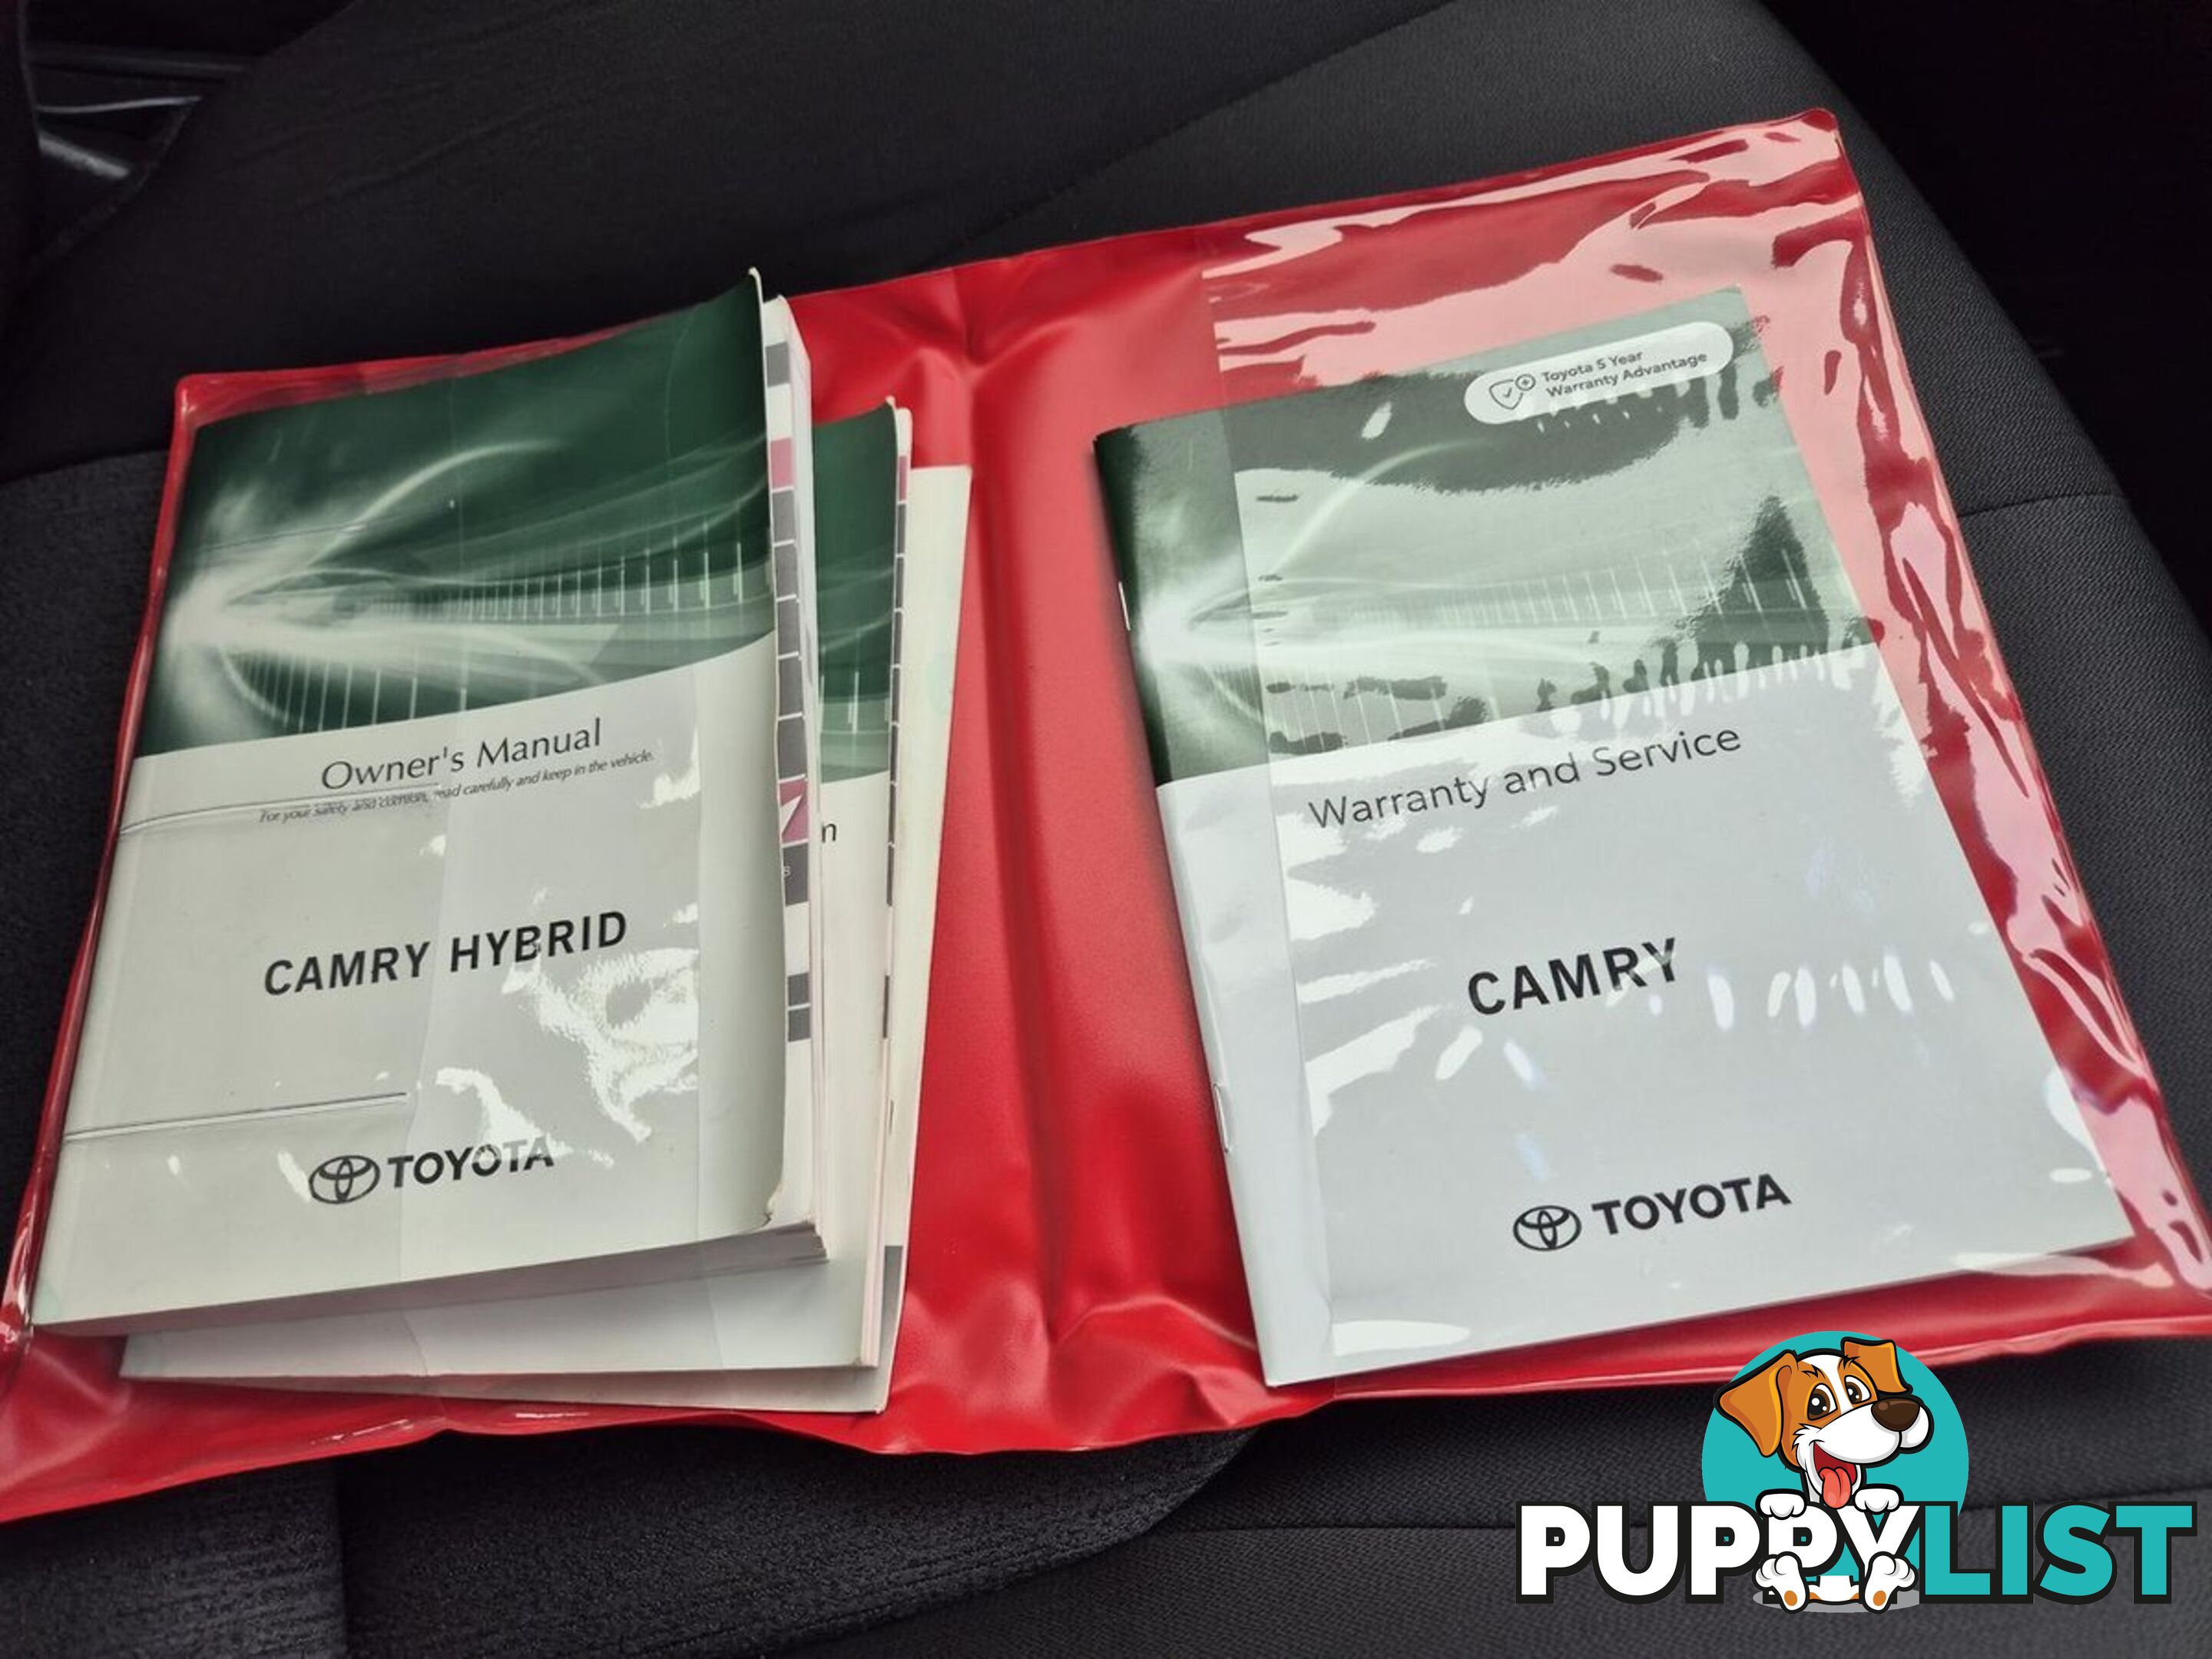 Owner's Manual
For your safety and comfort, read carefully and keep in the vehicle.
CAMRY HYBRID
TOYOTA
n
8
Toyota 5 Year
Warranty Advantage
Warranty and Service
CAMRY
TOYOTA
PUPPYLIST